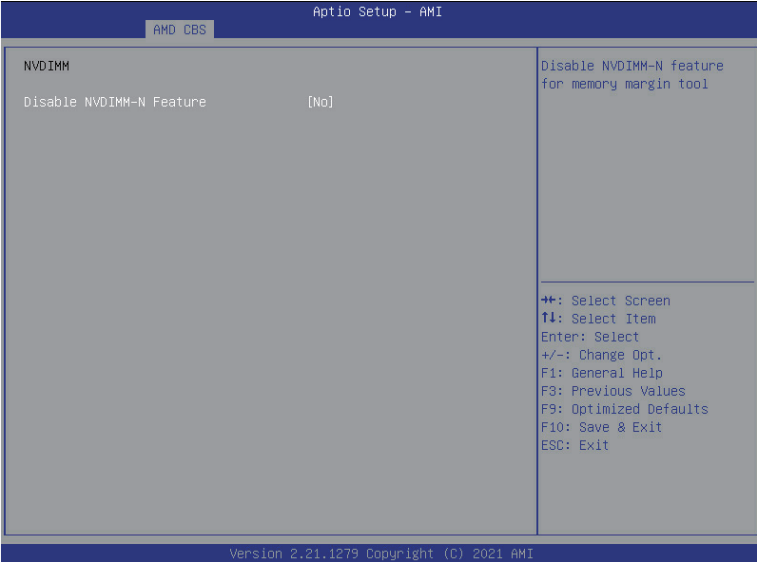 Aptio Setup – AMI
AMD CBS
NVDIMM
Disable NVDIMM-N Feature [No]
Disable NVDIMM-N feature
for memory margin tool
→←: Select Screen
↑↓: Select Item
Enter: Select
+/-: Change Opt.
F1: General Help
F3: Previous Values
F9: Optimized Defaults
F10: Save & Exit
ESC: Exit
Version 2.21.1279 Copyright (C) 2021 AMI